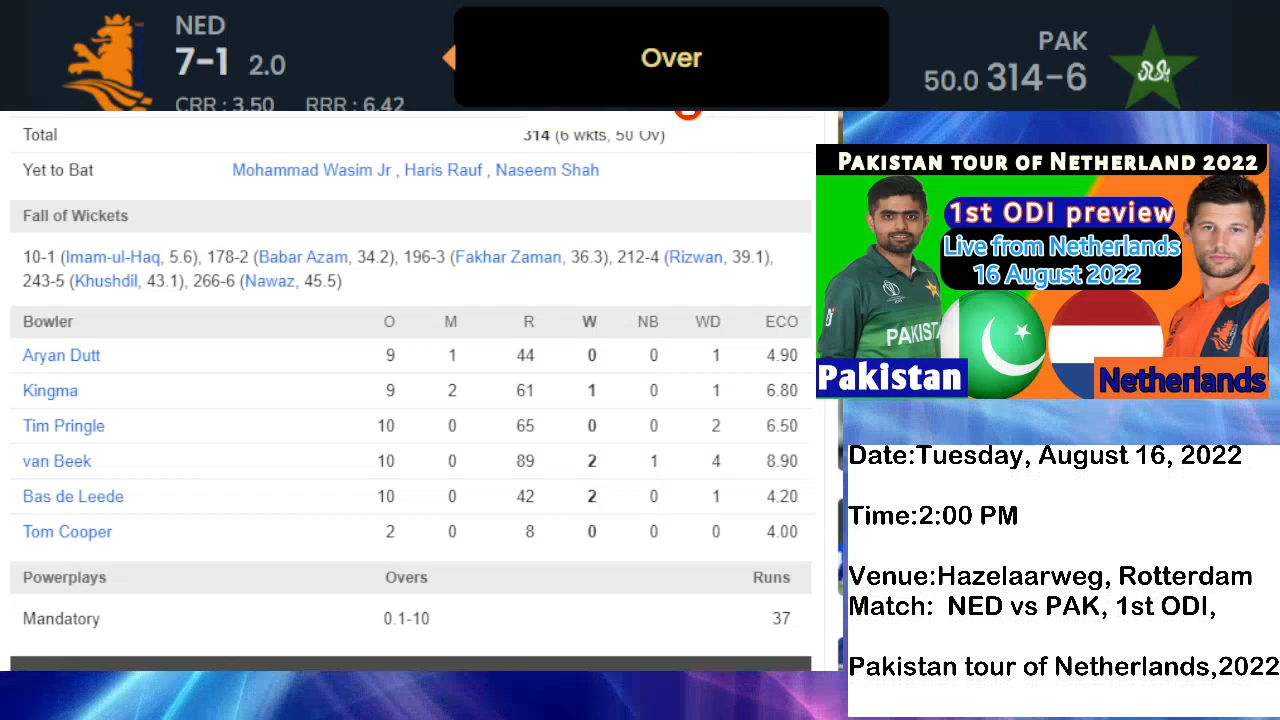 NED
7-1 2.0
CRR : 3.50 RRR : 6.42
Over
PAK
50.0 314-6
Total 314 (6 wkts, 50 Ov)
Yet to Bat Mohammad Wasim Jr , Haris Rauf , Naseem Shah
Fall of Wickets
10-1 (Imam-ul-Haq, 5.6), 178-2 (Babar Azam, 34.2), 196-3 (Fakhar Zaman, 36.3), 212-4 (Rizwan, 39.1),
243-5 (Khushdil, 43.1), 266-6 (Nawaz, 45.5)
Bowler O M R W NB WD ECO
Aryan Dutt 9 1 44 0 0 1 4.90
Kingma 9 2 61 1 0 1 6.80
Tim Pringle 10 0 65 0 0 2 6.50
van Beek 10 0 89 2 1 4 8.90
Bas de Leede 10 0 42 2 0 1 4.20
Tom Cooper 2 0 8 0 0 0 4.00
Powerplays Overs Runs
Mandatory 0.1-10 37
PAKISTAN TOUR OF NETHERLAND 2022
1st ODI preview
Live from Netherlands
16 August 2022
PAKISTA
Pakistan
Netherlands
Date:Tuesday, August 16, 2022
Time:2:00 PM
Venue:Hazelaarweg, Rotterdam
Match: NED vs PAK, 1st ODI,
Pakistan tour of Netherlands,2022